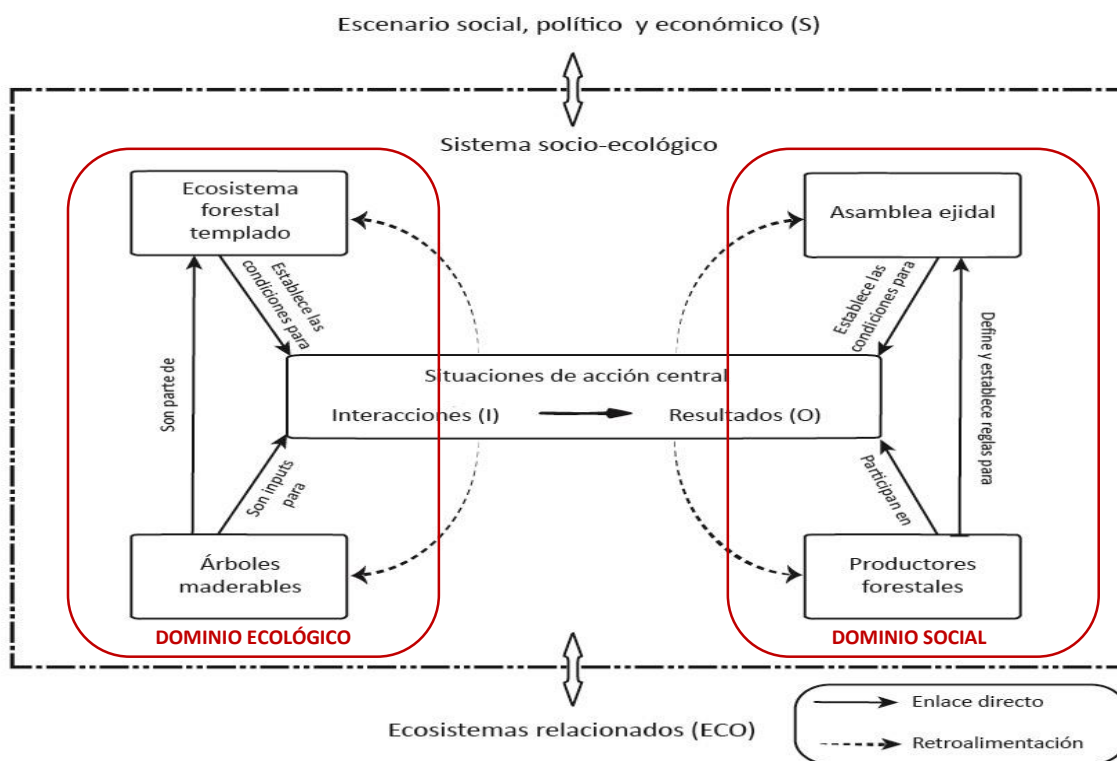 Escenario social, político y económico (S)
Sistema socio-ecológico
Ecosistema
forestal
templado
Asamblea ejidal
Establece las
condiciones para
Establece las
condiciones para
Son parte de
Define y establece reglas para
Situaciones de acción central
Interacciones (I)
Resultados (O)
Son inputs
para
Participan en
Árboles
maderables
Productores
forestales
DOMINIO ECOLÓGICO
DOMINIO SOCIAL
Ecosistemas relacionados (ECO)
Enlace directo
Retroalimentación